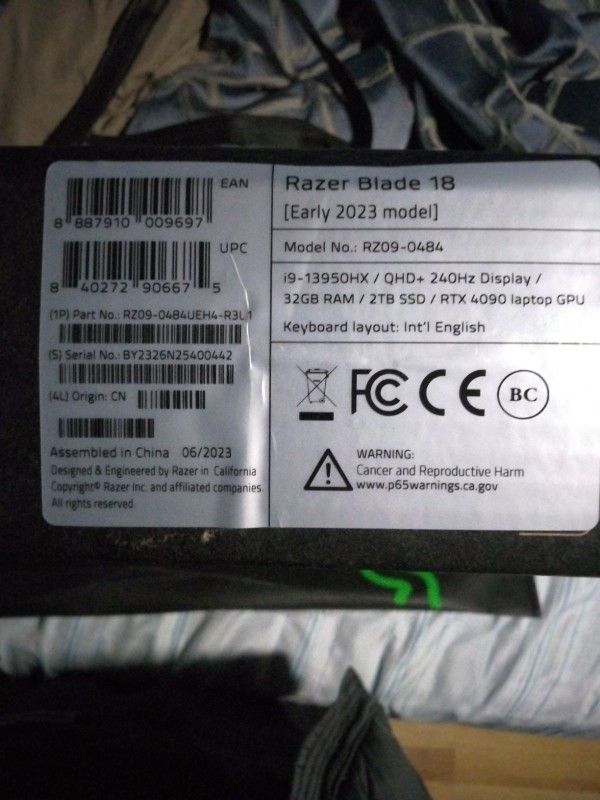 EAN
8 887910 009697
UPC
8 40272 90667 5
(1P) Part No.: RZ09-0484UEH4-R3U1
(S) Serial No.: BY2326N25400442
(4L) Origin: CN
Assembled in China 06/2023
Designed & Engineered by Razer in California
Copyright© Razer Inc. and affiliated companies.
All rights reserved
Razer Blade 18
[Early 2023 model]
Model No.: RZ09-0484
i9-13950HX / QHD+ 240Hz Display /
32GB RAM / 2TB SSD / RTX 4090 laptop GPU
Keyboard layout: Int'l English
FC CE BC
WARNING:
Cancer and Reproductive Harm
www.p65warnings.ca.gov